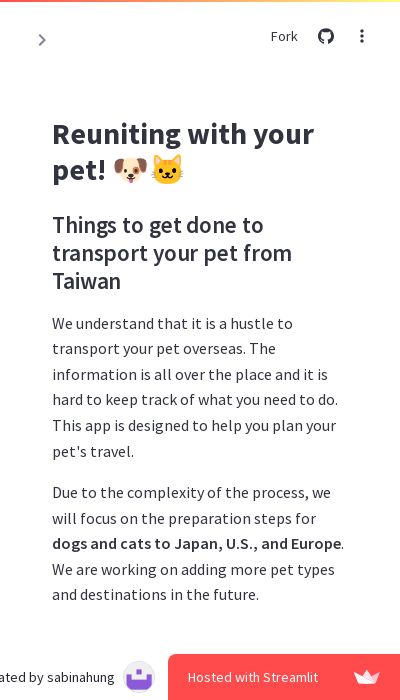 Fork
Reuniting with your
pet! 🐶🐱
Things to get done to
transport your pet from
Taiwan
We understand that it is a hustle to
transport your pet overseas. The
information is all over the place and it is
hard to keep track of what you need to do.
This app is designed to help you plan your
pet's travel.
Due to the complexity of the process, we
will focus on the preparation steps for
dogs and cats to Japan, U.S., and Europe.
We are working on adding more pet types
and destinations in the future.
ated by sabinahung
Hosted with Streamlit